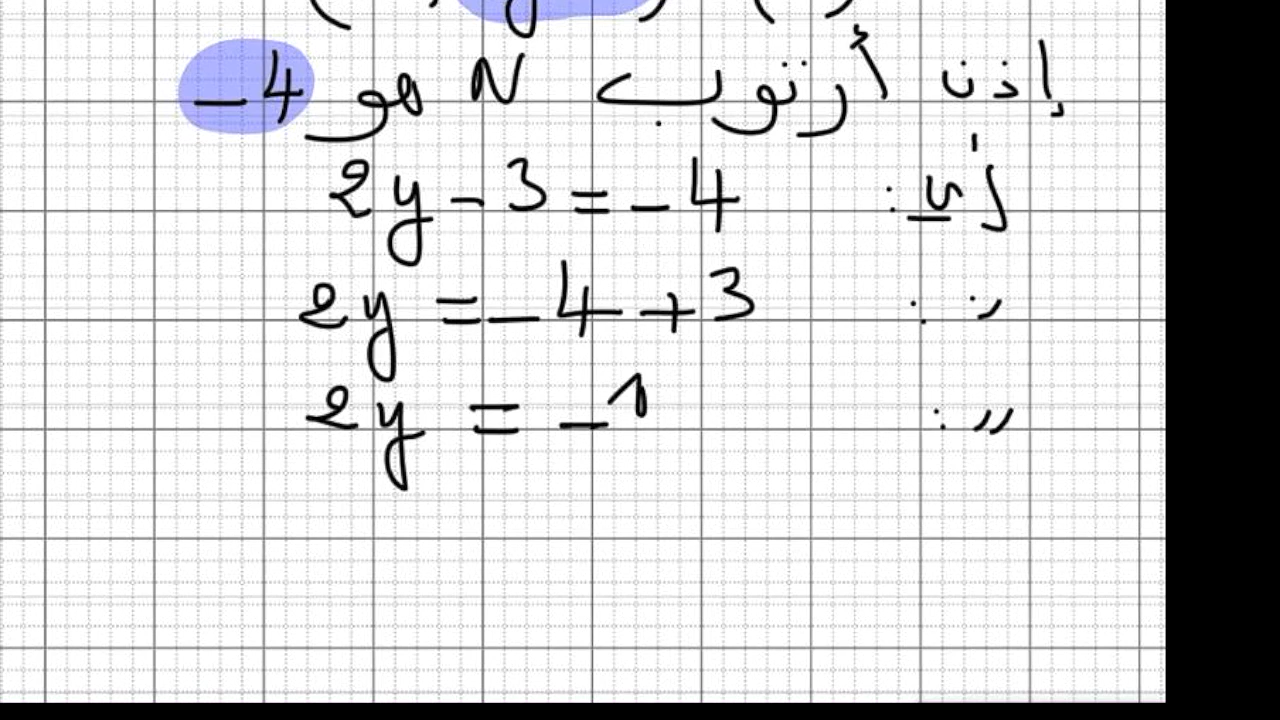 إذن أرتوب N هو -4
أي : 2y - 3 = -4
" : 2y = -4 + 3
" : 2y = -1